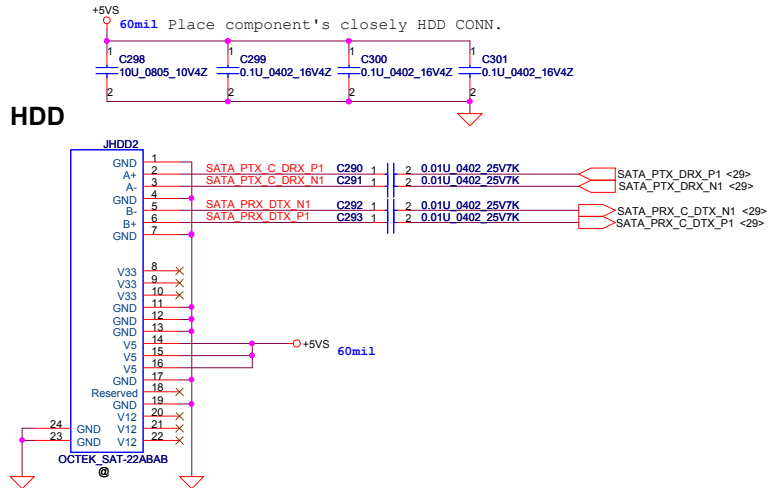 +5VS
60mil Place component's closely HDD CONN.
1 1 1 1
C298 C299 C300 C301
10U_0805_10V4Z 0.1U_0402_16V4Z 0.1U_0402_16V4Z 0.1U_0402_16V4Z
2 2 2 2
HDD
JHDD2
GND 1
A+ 2 SATA_PTX_C_DRX_P1 C290 1 2 0.01U_0402_25V7K SATA_PTX_DRX_P1 <29>
A- 3 SATA_PTX_C_DRX_N1 C291 1 2 0.01U_0402_25V7K SATA_PTX_DRX_N1 <29>
GND 4
B- 5 SATA_PRX_DTX_N1 C292 1 2 0.01U_0402_25V7K SATA_PRX_C_DTX_N1 <29>
B+ 6 SATA_PRX_DTX_P1 C293 1 2 0.01U_0402_25V7K SATA_PRX_C_DTX_P1 <29>
GND 7
V33 8
V33 9
V33 10
GND 11
GND 12
GND 13
V5 14 +5VS
V5 15 60mil
V5 16
GND 17
Reserved 18
GND 19
V12 20
24 GND V12 21
23 GND V12 22
OCTEK_SAT-22ABAB
@